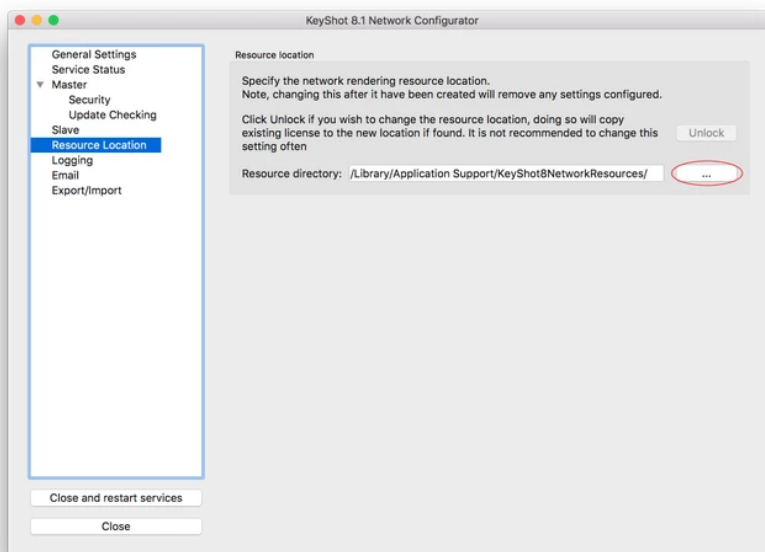 KeyShot 8.1 Network Configurator
General Settings
Service Status
Master
Security
Update Checking
Slave
Resource Location
Logging
Email
Export/Import
Close and restart services
Close
Resource location
Specify the network rendering resource location.
Note, changing this after it have been created will remove any settings configured.
Click Unlock if you wish to change the resource location, doing so will copy
existing license to the new location if found. It is not recommended to change this
setting often
Unlock
Resource directory: /Library/Application Support/KeyShot8NetworkResources/
...